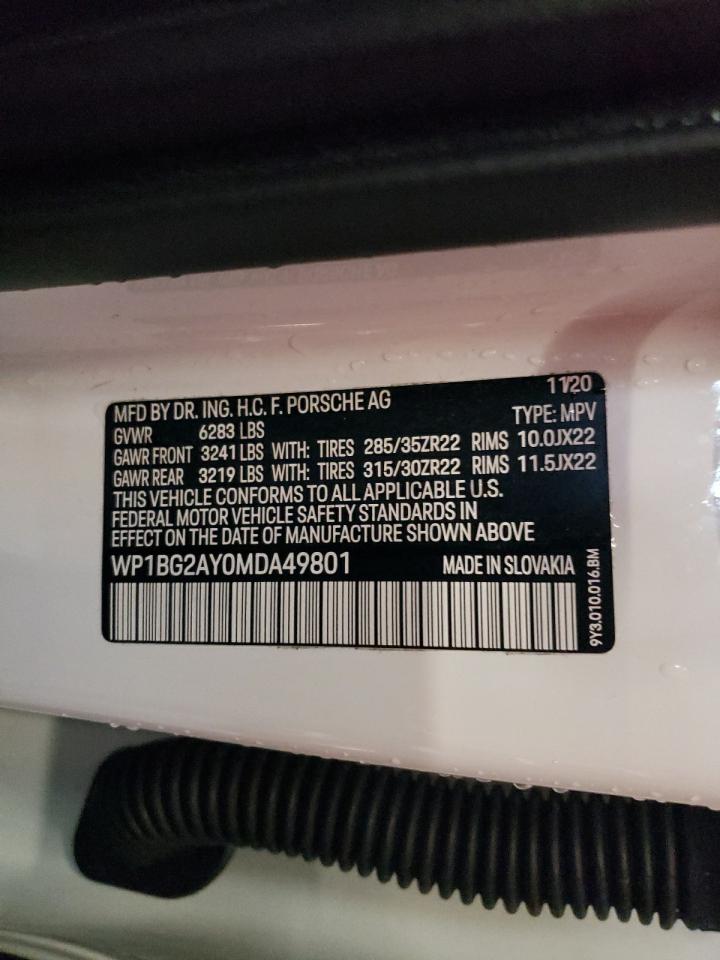 11/20
MFD BY DR. ING. H.C. F. PORSCHE AG
TYPE: MPV
GVWR 6283 LBS
GAWR FRONT 3241 LBS WITH: TIRES 285/35ZR22 RIMS 10.0JX22
GAWR REAR 3219 LBS WITH: TIRES 315/30ZR22 RIMS 11.5JX22
THIS VEHICLE CONFORMS TO ALL APPLICABLE U.S.
FEDERAL MOTOR VEHICLE SAFETY STANDARDS IN
EFFECT ON THE DATE OF MANUFACTURE SHOWN ABOVE
WP1BG2AY0MDA49801 MADE IN SLOVAKIA
9Y3.010.016.BM